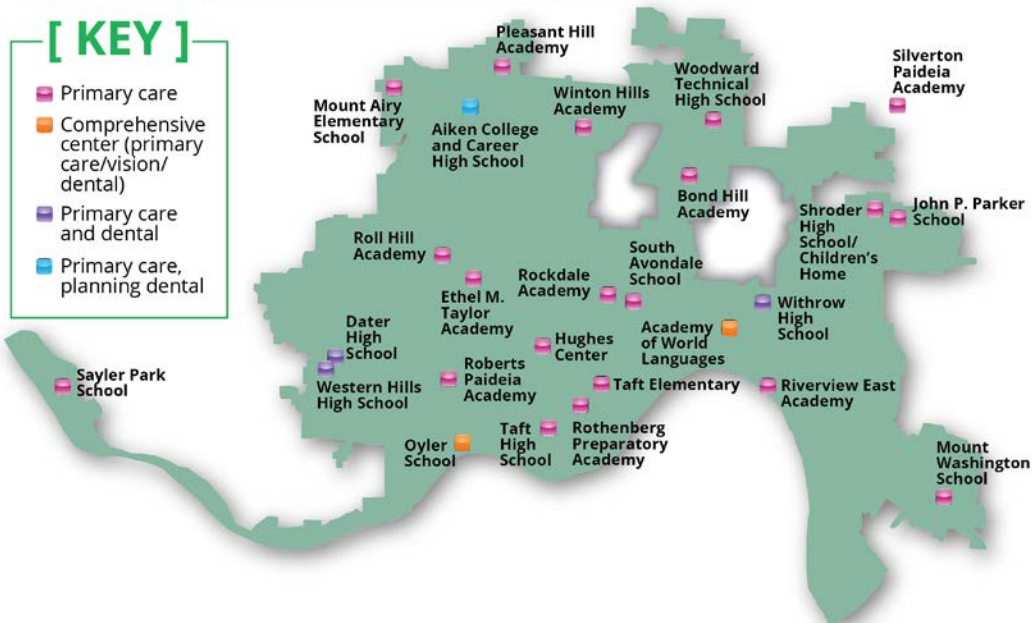 [ KEY ]
Primary care
Comprehensive
center (primary
care/vision/
dental)
Primary care
and dental
Primary care,
planning dental
Pleasant Hill
Academy
Mount Airy
Elementary
School
Aiken College
and Career
High School
Winton Hills
Academy
Woodward
Technical
High School
Silverton
Paideia
Academy
Bond Hill
Academy
Shroder
High
School/
Children's
Home
John P. Parker
School
Roll Hill
Academy
Ethel M.
Taylor
Academy
Rockdale
Academy
South
Avondale
School
Withrow
High
School
Academy
of World
Languages
Hughes
Center
Dater
High
School
Western Hills
High School
Roberts
Paideia
Academy
Taft Elementary
Riverview East
Academy
Sayler Park
School
Oyler
School
Taft
High
School
Rothenberg
Preparatory
Academy
Mount
Washington
School